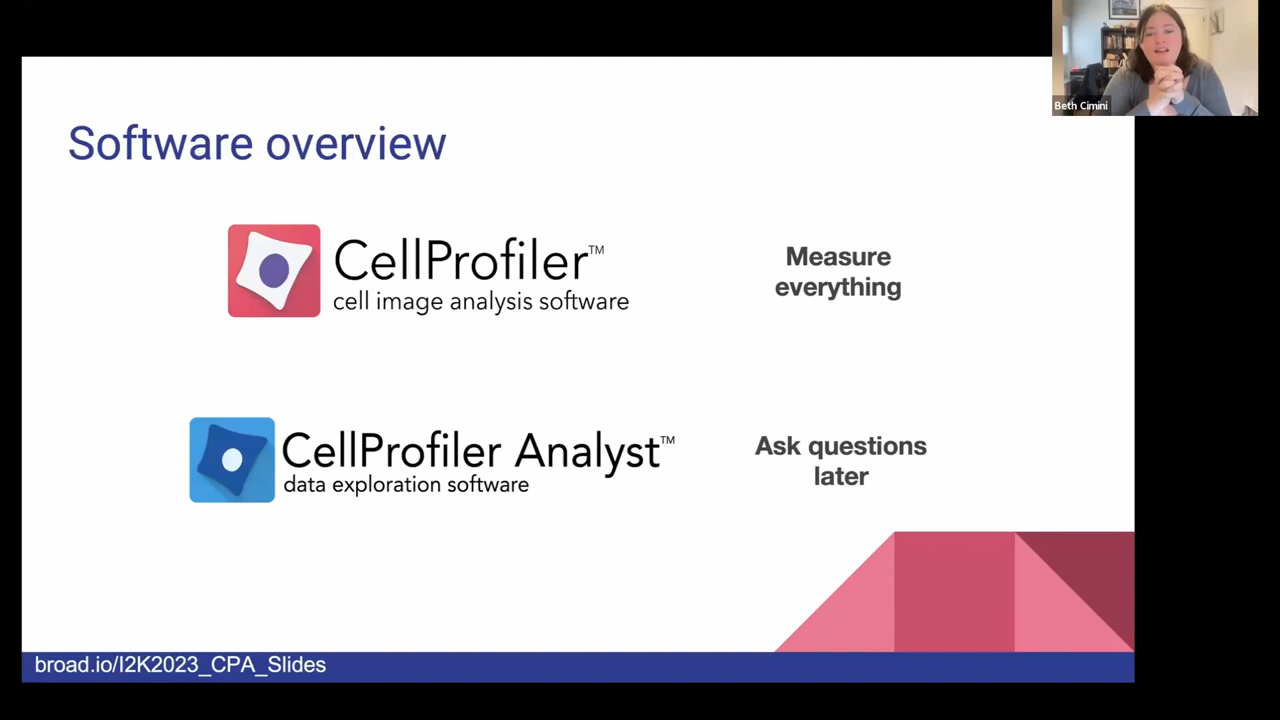 Beth Cimini
Software overview
CellProfiler™
cell image analysis software
Measure
everything
CellProfiler Analyst™
data exploration software
Ask questions
later
broad.io/I2K2023_CPA_Slides